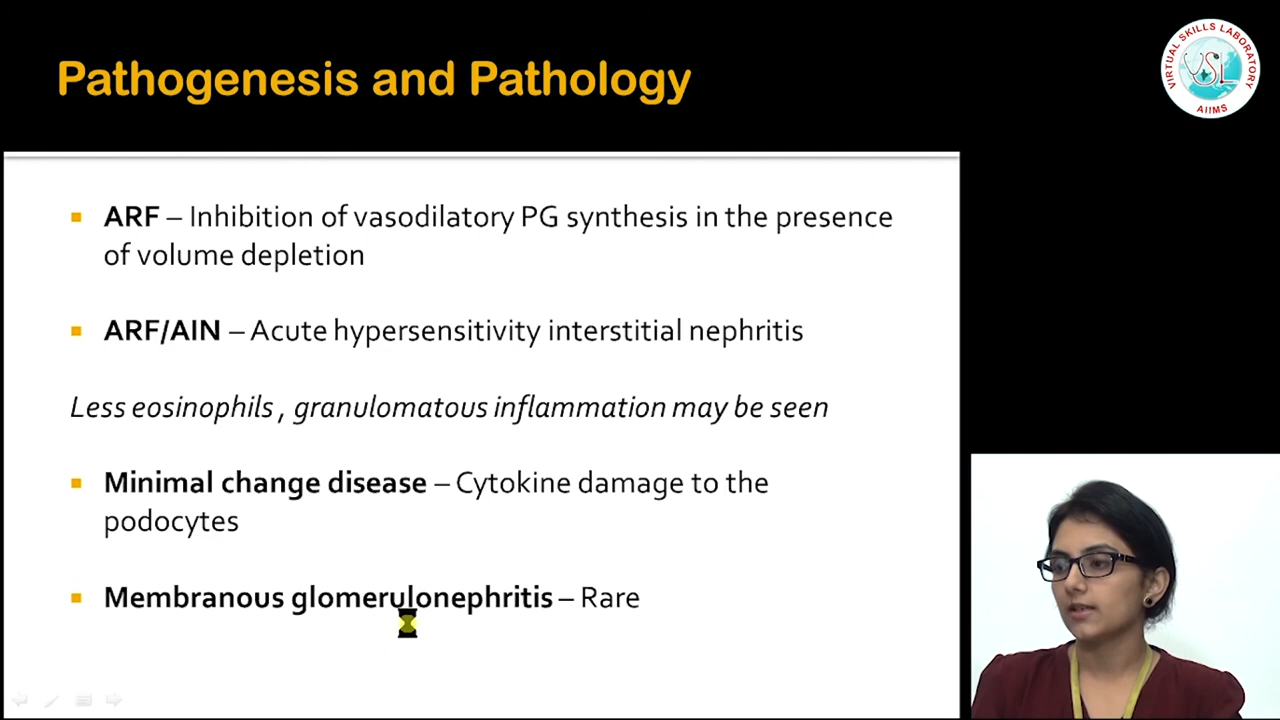 Pathogenesis and Pathology
VIRTUAL SKILLS LABORATORY
VSL
AIIMS
ARF – Inhibition of vasodilatory PG synthesis in the presence
of volume depletion
ARF/AIN – Acute hypersensitivity interstitial nephritis
Less eosinophils , granulomatous inflammation may be seen
Minimal change disease – Cytokine damage to the
podocytes
Membranous glomerulonephritis – Rare